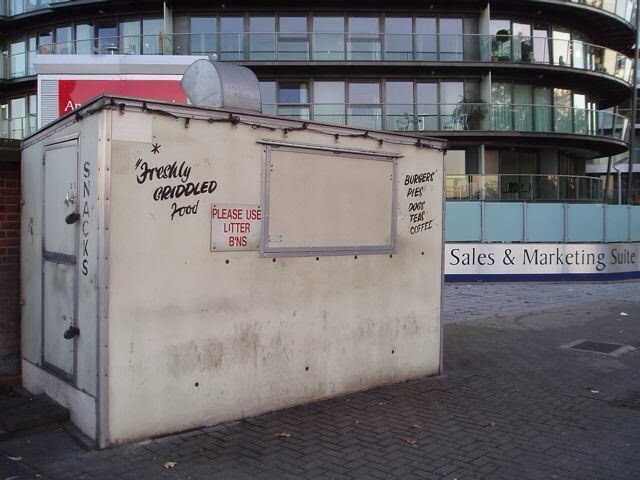 SNACKS
"Freshly
GRIDDLED
Food
PLEASE USE
LITTER
B'NS
BURGERS
PIES
DOGS
TEAS
COFFEE
Sales & Marketing Suite